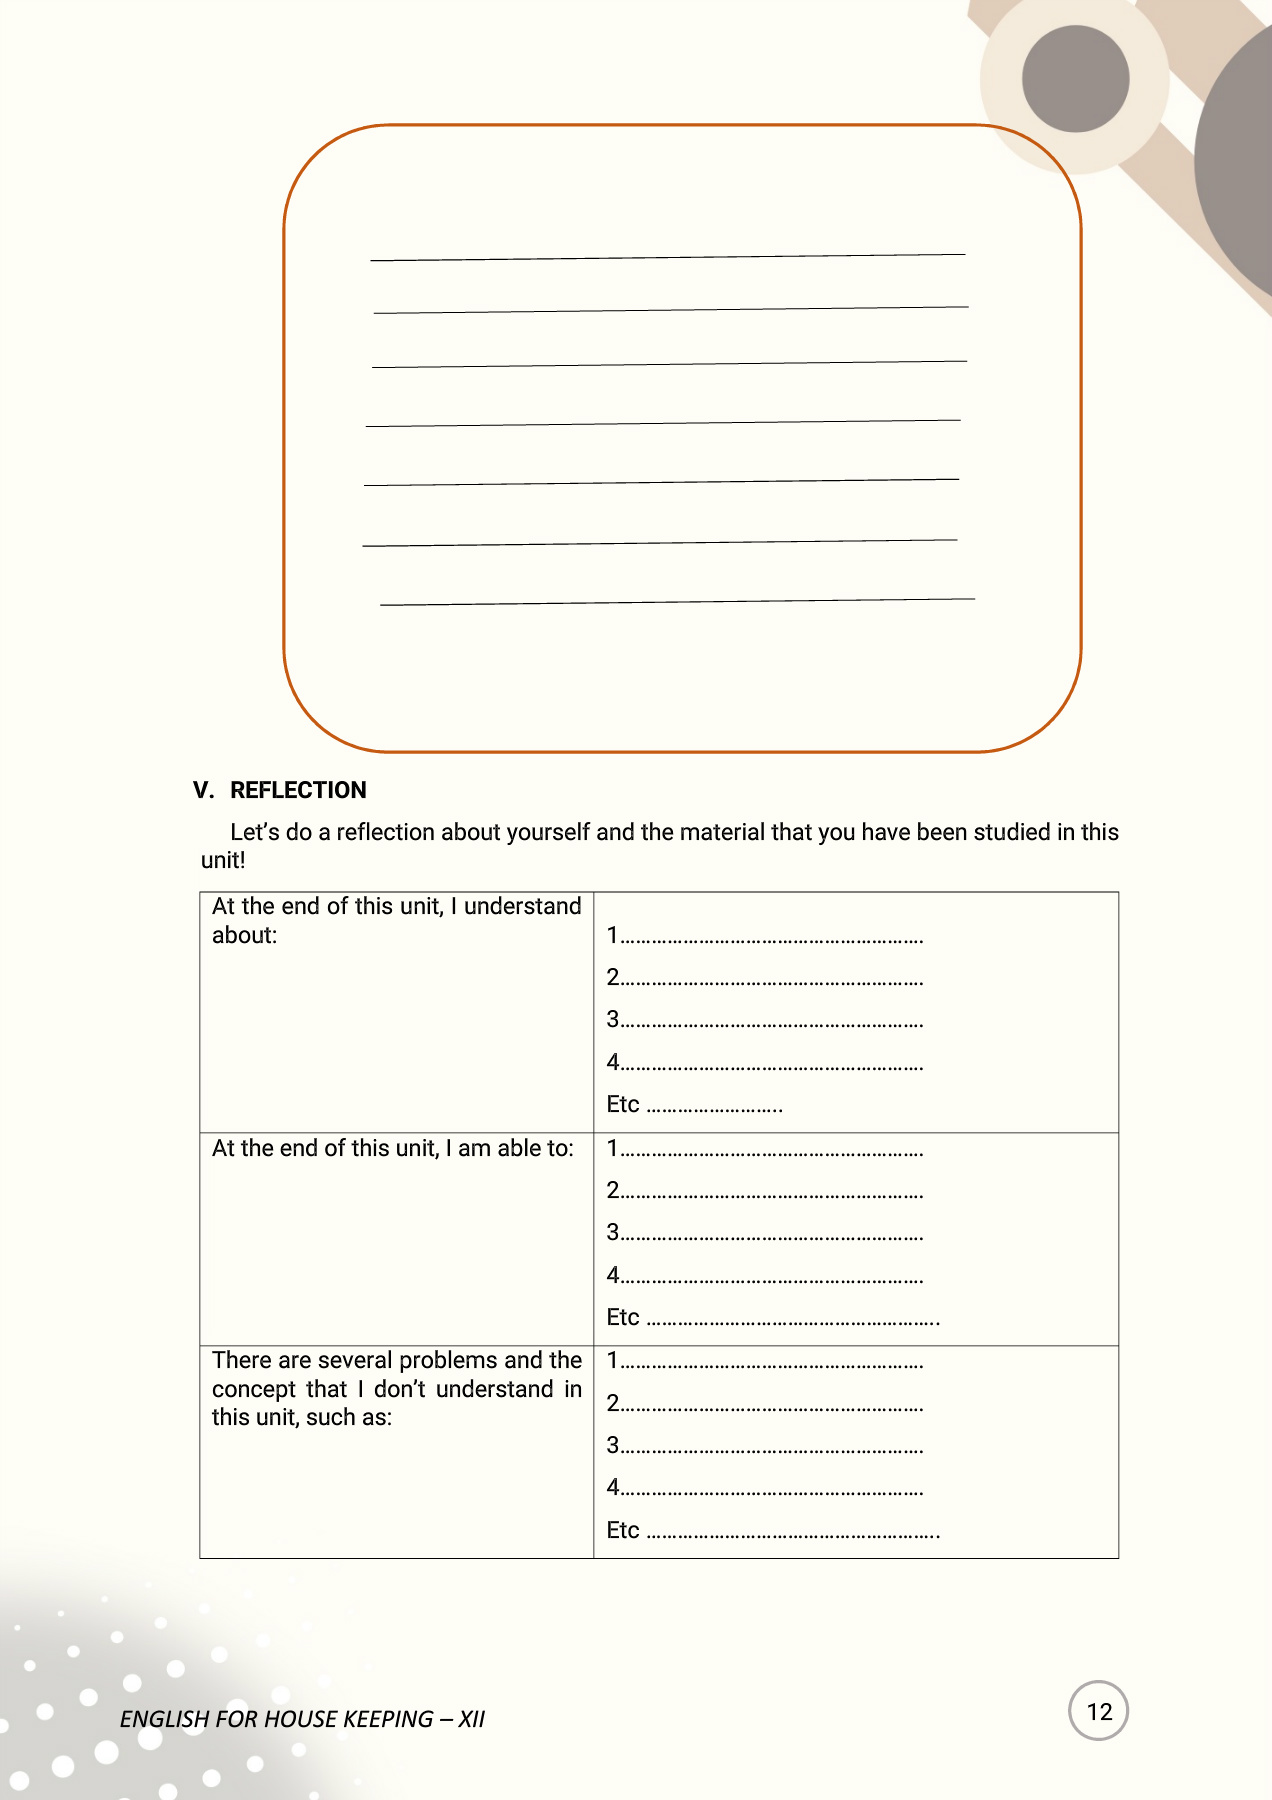 V. REFLECTION
Let’s do a reflection about yourself and the material that you have been studied in this
unit!
At the end of this unit, I understand
about:
1………………………………………………….
2………………………………………………….
3………………………………………………….
4………………………………………………….
Etc ……………………..
At the end of this unit, I am able to:
1………………………………………………….
2………………………………………………….
3………………………………………………….
4………………………………………………….
Etc ………………………………………………..
There are several problems and the
concept that I don’t understand in
this unit, such as:
1………………………………………………….
2………………………………………………….
3………………………………………………….
4………………………………………………….
Etc ………………………………………………..
ENGLISH FOR HOUSE KEEPING – XII
12